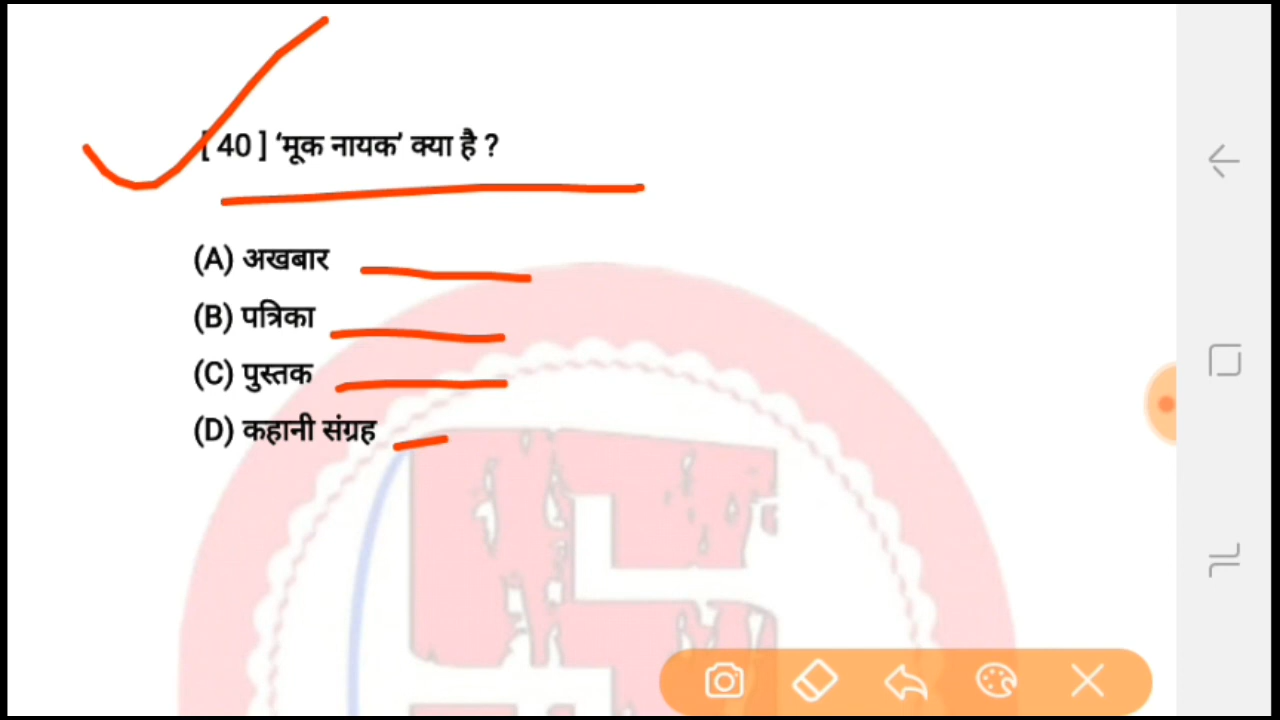 [ 40 ] ‘मूक नायक’ क्या है ?
(A) अखबार
(B) पत्रिका
(C) पुस्तक
(D) कहानी संग्रह